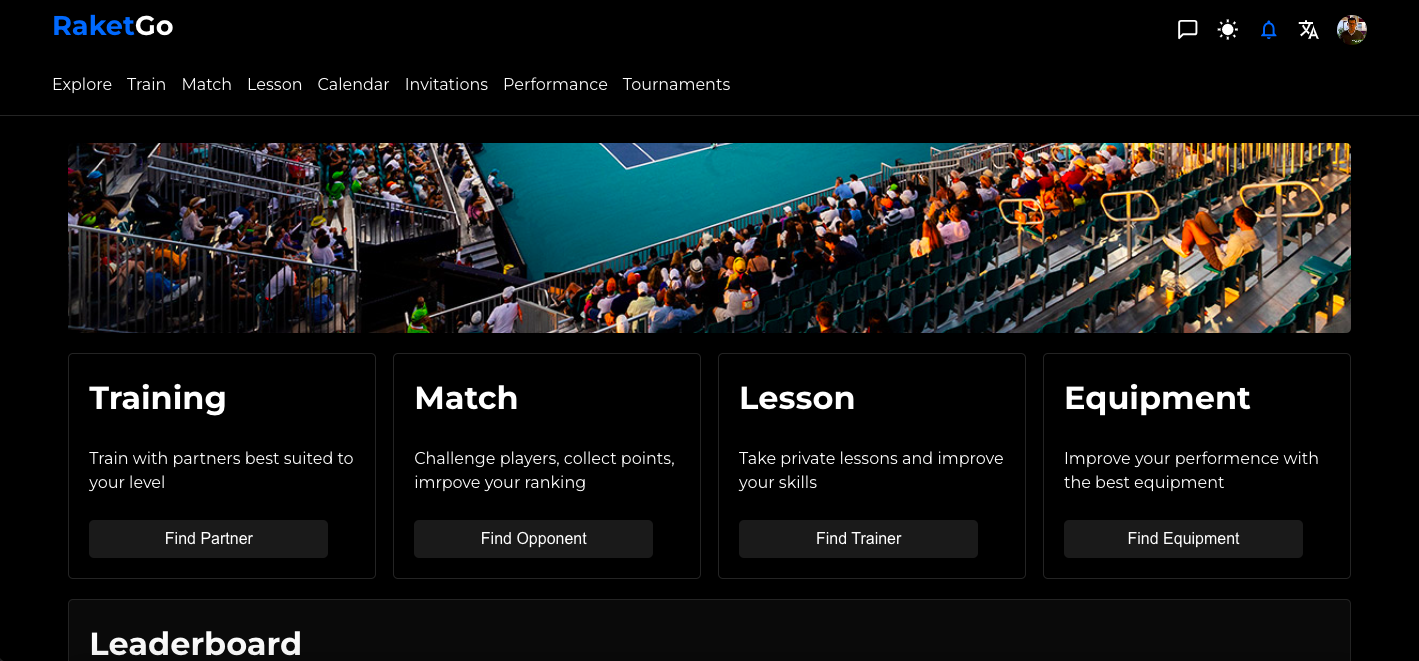 RaketGo
Explore Train Match Lesson Calendar Invitations Performance Tournaments
Training
Train with partners best suited to
your level
Find Partner
Match
Challenge players, collect points,
imrpove your ranking
Find Opponent
Lesson
Take private lessons and improve
your skills
Find Trainer
Equipment
Improve your performence with
the best equipment
Find Equipment
Leaderboard